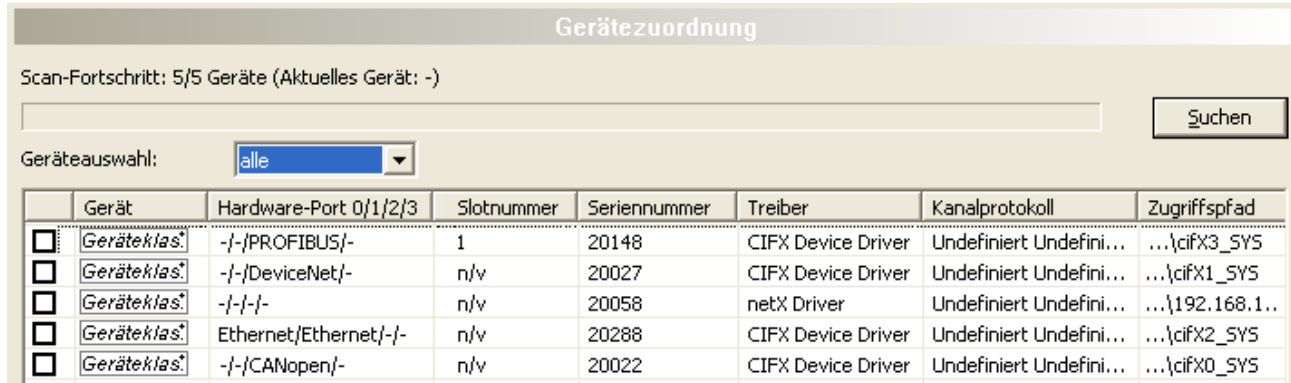 Gerätezuordnung
Scan-Fortschritt: 5/5 Geräte (Aktuelles Gerät: -)
Suchen
Geräteauswahl: alle
Gerät Hardware-Port 0/1/2/3 Slotnummer Seriennummer Treiber Kanalprotokoll Zugriffspfad
Geräteklas. -/-/PROFIBUS/- 1 20148 CIFX Device Driver Undefiniert Undefini... ...\cifX3_SYS
Geräteklas. -/-/DeviceNet/- n/v 20027 CIFX Device Driver Undefiniert Undefini... ...\cifX1_SYS
Geräteklas. -/-/-/- n/v 20058 netX Driver Undefiniert Undefini... ...\192.168.1..
Geräteklas. Ethernet/Ethernet/-/- n/v 20288 CIFX Device Driver Undefiniert Undefini... ...\cifX2_SYS
Geräteklas. -/-/CANopen/- n/v 20022 CIFX Device Driver Undefiniert Undefini... ...\cifX0_SYS